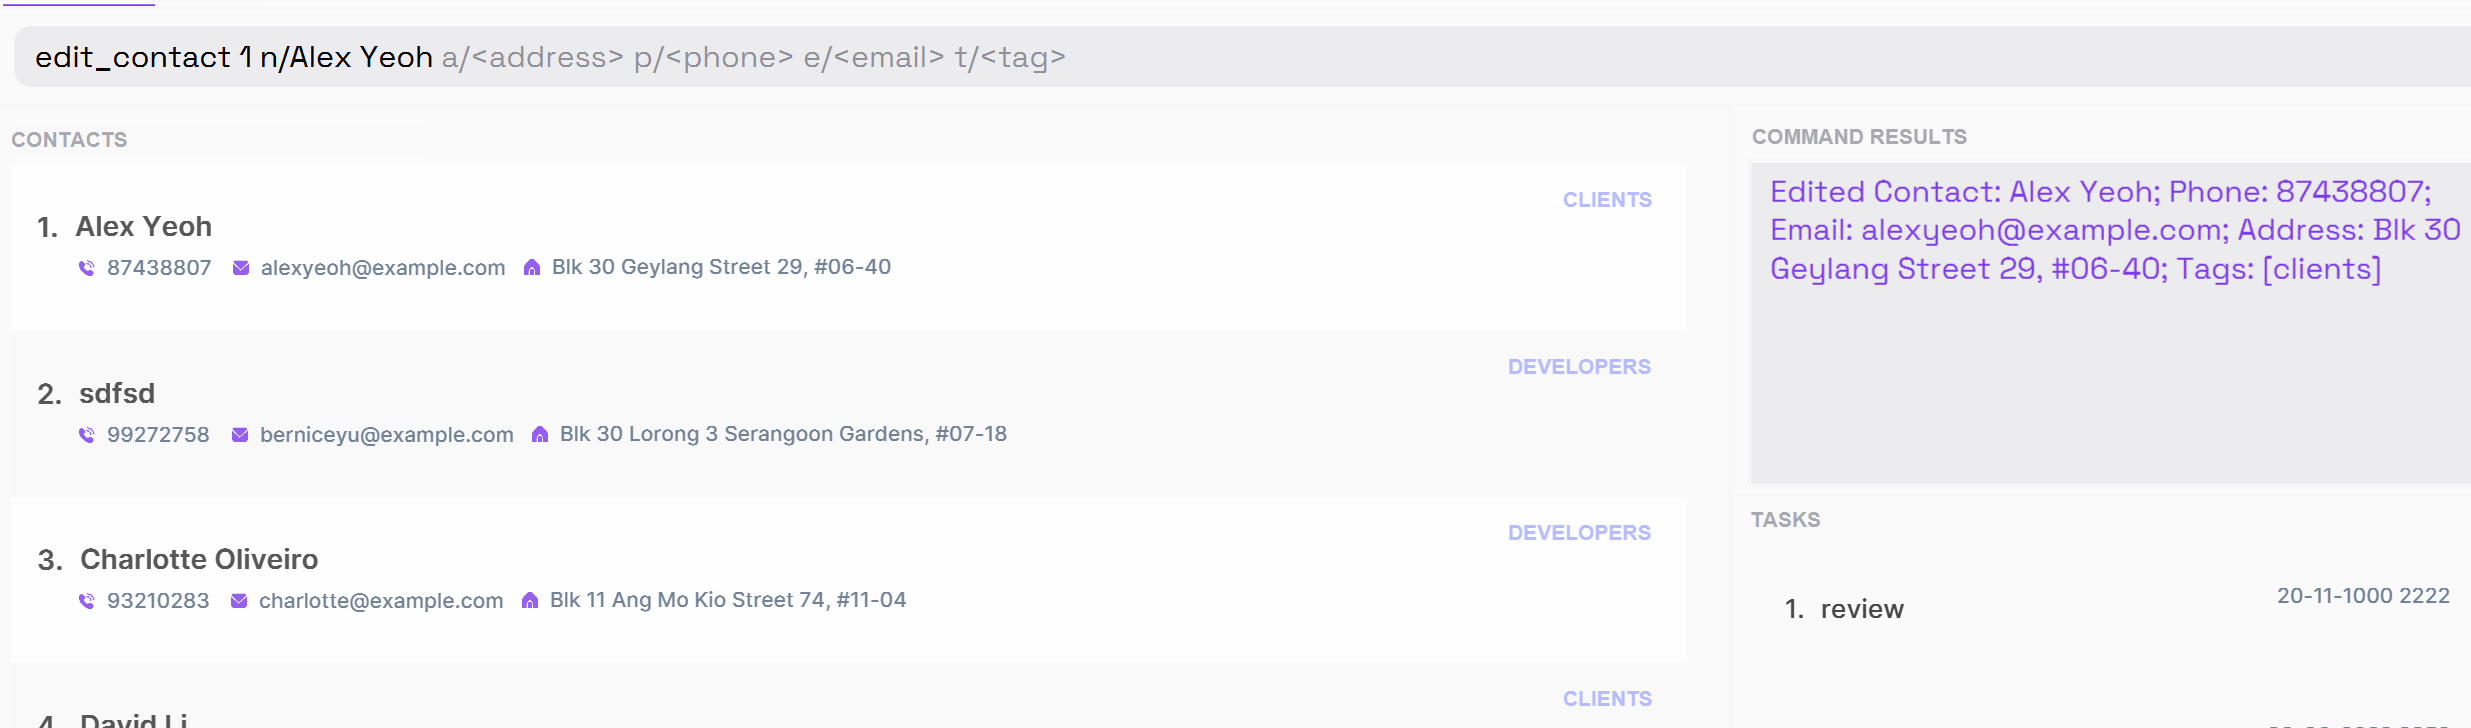 edit_contact 1 n/Alex Yeoh a/<address> p/<phone> e/<email> t/<tag>
CONTACTS
CLIENTS
1. Alex Yeoh
87438807 alexyeoh@example.com Blk 30 Geylang Street 29, #06-40
DEVELOPERS
2. sdfsd
99272758 berniceyu@example.com Blk 30 Lorong 3 Serangoon Gardens, #07-18
DEVELOPERS
3. Charlotte Oliveiro
93210283 charlotte@example.com Blk 11 Ang Mo Kio Street 74, #11-04
CLIENTS
4. David Li
COMMAND RESULTS
Edited Contact: Alex Yeoh; Phone: 87438807;
Email: alexyeoh@example.com; Address: Blk 30
Geylang Street 29, #06-40; Tags: [clients]
TASKS
1. review
20-11-1000 2222